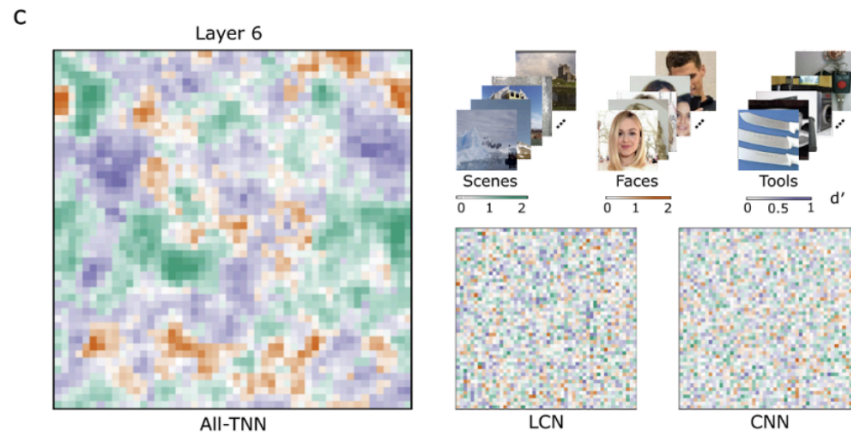 C
Layer 6
All-TNN
Scenes
0 1 2
Faces
0 1 2
Tools
0 0.5 1 d′
LCN
CNN